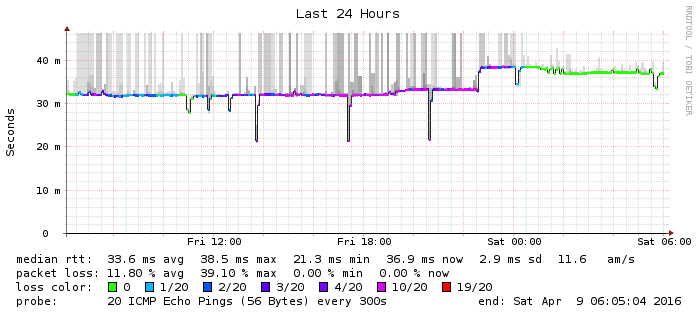 Last 24 Hours
RRDTOOL / TOBI OETIKER
Seconds
40 m
30 m
20 m
10 m
0
Fri 12:00 Fri 18:00 Sat 00:00 Sat 06:00
median rtt: 33.6 ms avg 38.5 ms max 21.3 ms min 36.9 ms now 2.9 ms sd 11.6 am/s
packet loss: 11.80 % avg 39.10 % max 0.00 % min 0.00 % now
loss color: 0 1/20 2/20 3/20 4/20 10/20 19/20
probe: 20 ICMP Echo Pings (56 Bytes) every 300s end: Sat Apr 9 06:05:04 2016